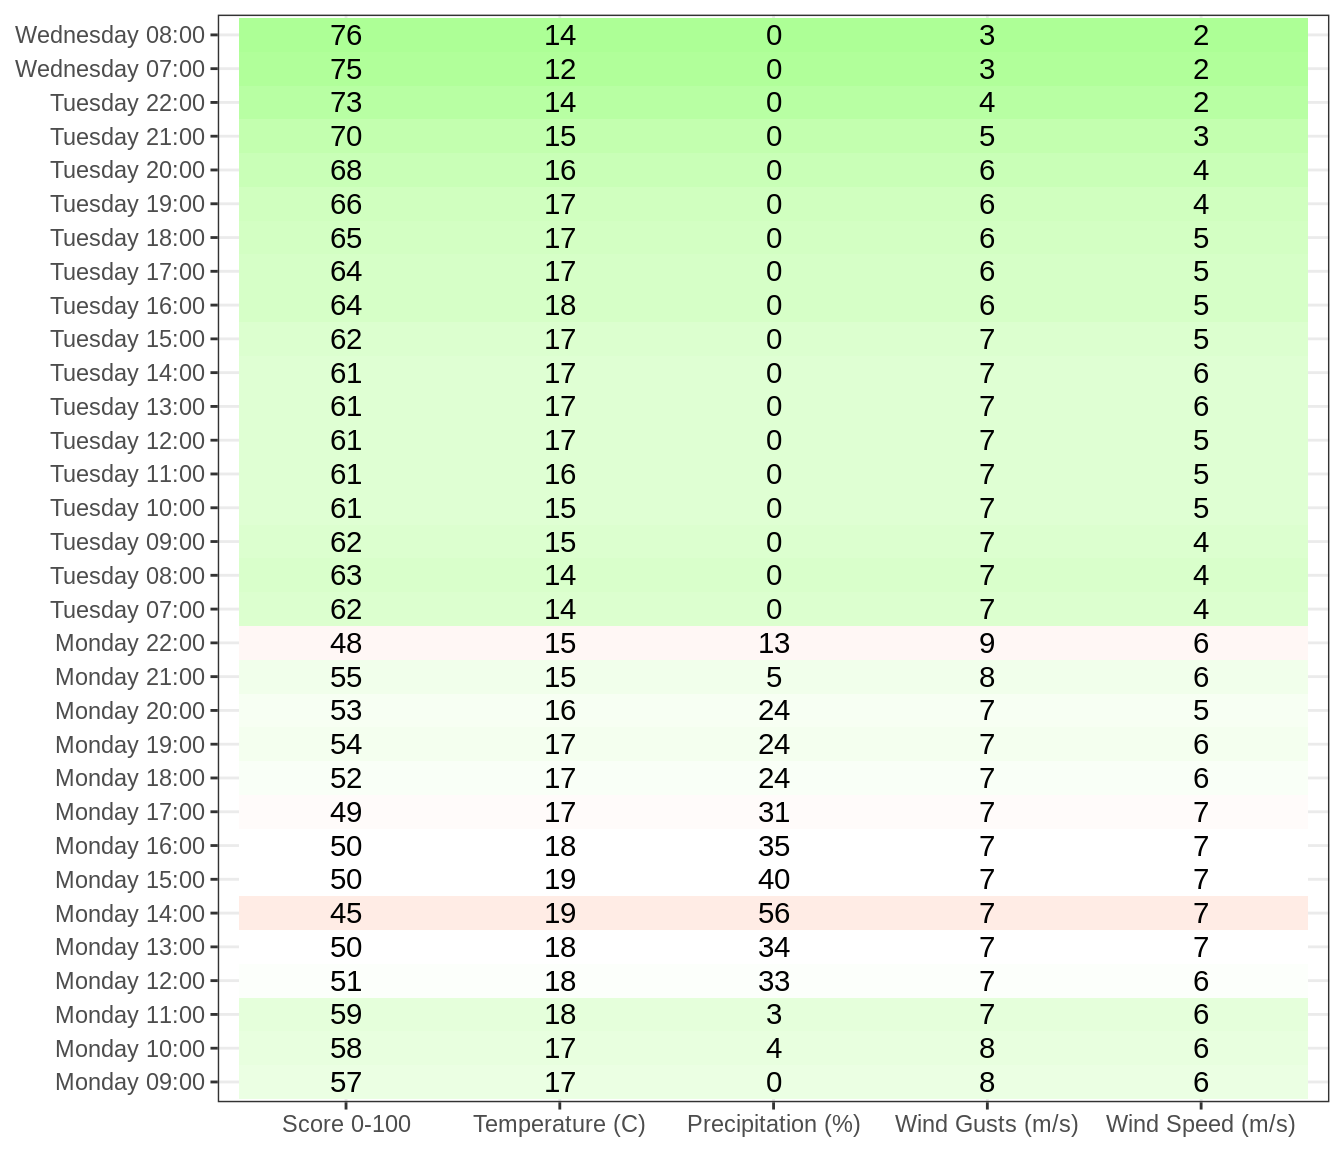 Wednesday 08:00 76 14 0 3 2
Wednesday 07:00 75 12 0 3 2
Tuesday 22:00 73 14 0 4 2
Tuesday 21:00 70 15 0 5 3
Tuesday 20:00 68 16 0 6 4
Tuesday 19:00 66 17 0 6 4
Tuesday 18:00 65 17 0 6 5
Tuesday 17:00 64 17 0 6 5
Tuesday 16:00 64 18 0 6 5
Tuesday 15:00 62 17 0 7 5
Tuesday 14:00 61 17 0 7 6
Tuesday 13:00 61 17 0 7 6
Tuesday 12:00 61 17 0 7 5
Tuesday 11:00 61 16 0 7 5
Tuesday 10:00 61 15 0 7 5
Tuesday 09:00 62 15 0 7 4
Tuesday 08:00 63 14 0 7 4
Tuesday 07:00 62 14 0 7 4
Monday 22:00 48 15 13 9 6
Monday 21:00 55 15 5 8 6
Monday 20:00 53 16 24 7 5
Monday 19:00 54 17 24 7 6
Monday 18:00 52 17 24 7 6
Monday 17:00 49 17 31 7 7
Monday 16:00 50 18 35 7 7
Monday 15:00 50 19 40 7 7
Monday 14:00 45 19 56 7 7
Monday 13:00 50 18 34 7 7
Monday 12:00 51 18 33 7 6
Monday 11:00 59 18 3 7 6
Monday 10:00 58 17 4 8 6
Monday 09:00 57 17 0 8 6
Score 0-100 Temperature (C) Precipitation (%) Wind Gusts (m/s) Wind Speed (m/s)